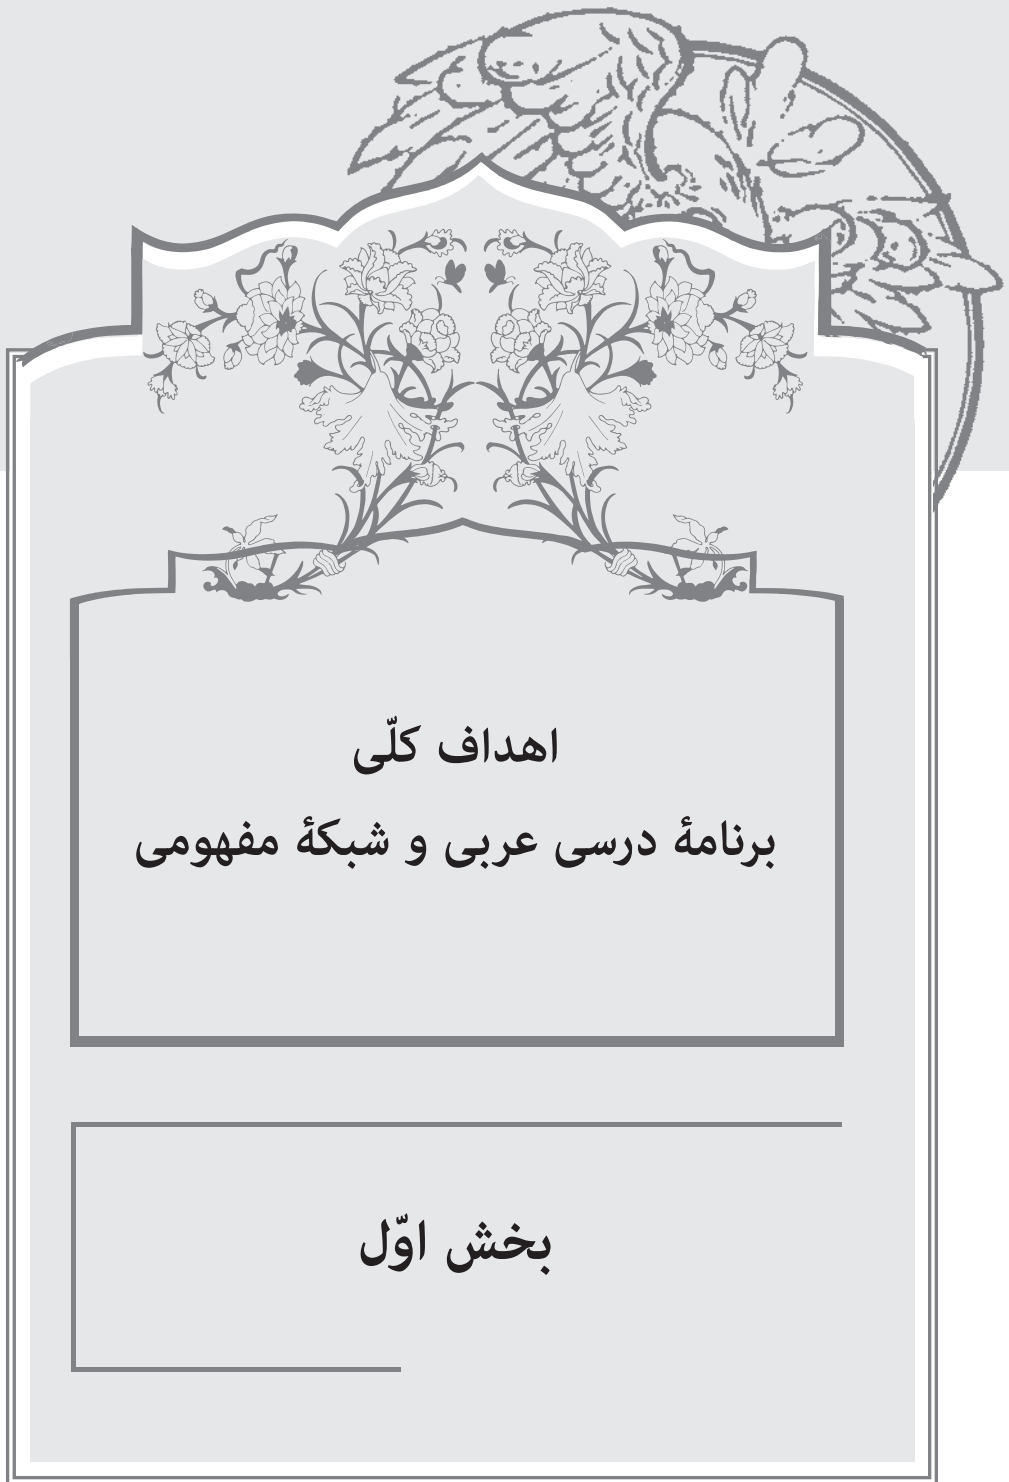 اهداف کلّی
برنامهٔ درسی عربی و شبکهٔ مفهومی
بخش اوّل